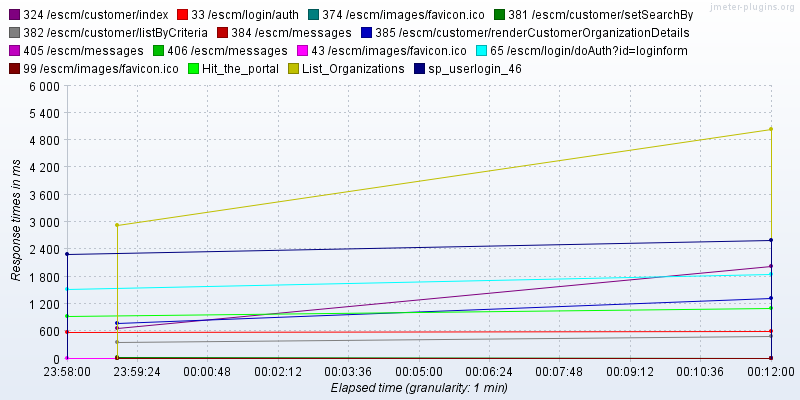 jmeter-plugins.org
324 /escm/customer/index 33 /escm/login/auth 374 /escm/images/favicon.ico 381 /escm/customer/setSearchBy
382 /escm/customer/listByCriteria 384 /escm/messages 385 /escm/customer/renderCustomerOrganizationDetails
405 /escm/messages 406 /escm/messages 43 /escm/images/favicon.ico 65 /escm/login/doAuth?id=loginform
99 /escm/images/favicon.ico Hit_the_portal List_Organizations sp_userlogin_46
Response times in ms
6 000
5 400
4 800
4 200
3 600
3 000
2 400
1 800
1 200
600
0
23:58:00 23:59:24 00:00:48 00:02:12 00:03:36 00:05:00 00:06:24 00:07:48 00:09:12 00:10:36 00:12:00
Elapsed time (granularity: 1 min)